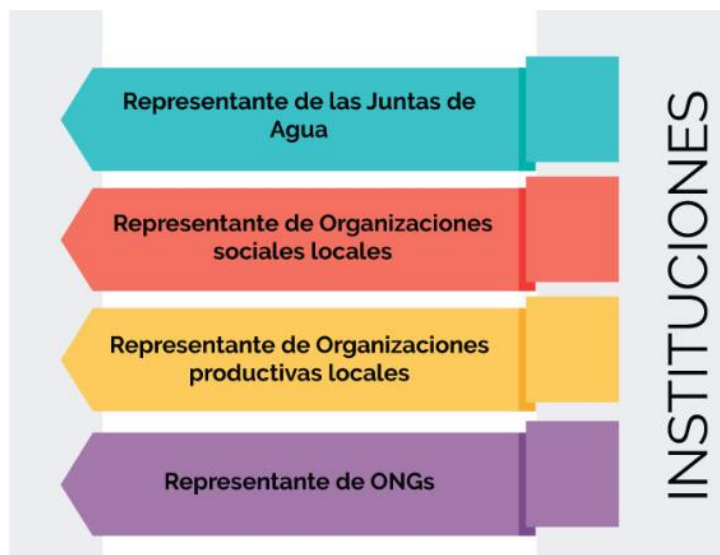 Representante de las Juntas de
Agua
Representante de Organizaciones
sociales locales
Representante de Organizaciones
productivas locales
Representante de ONGs
INSTITUCIONES